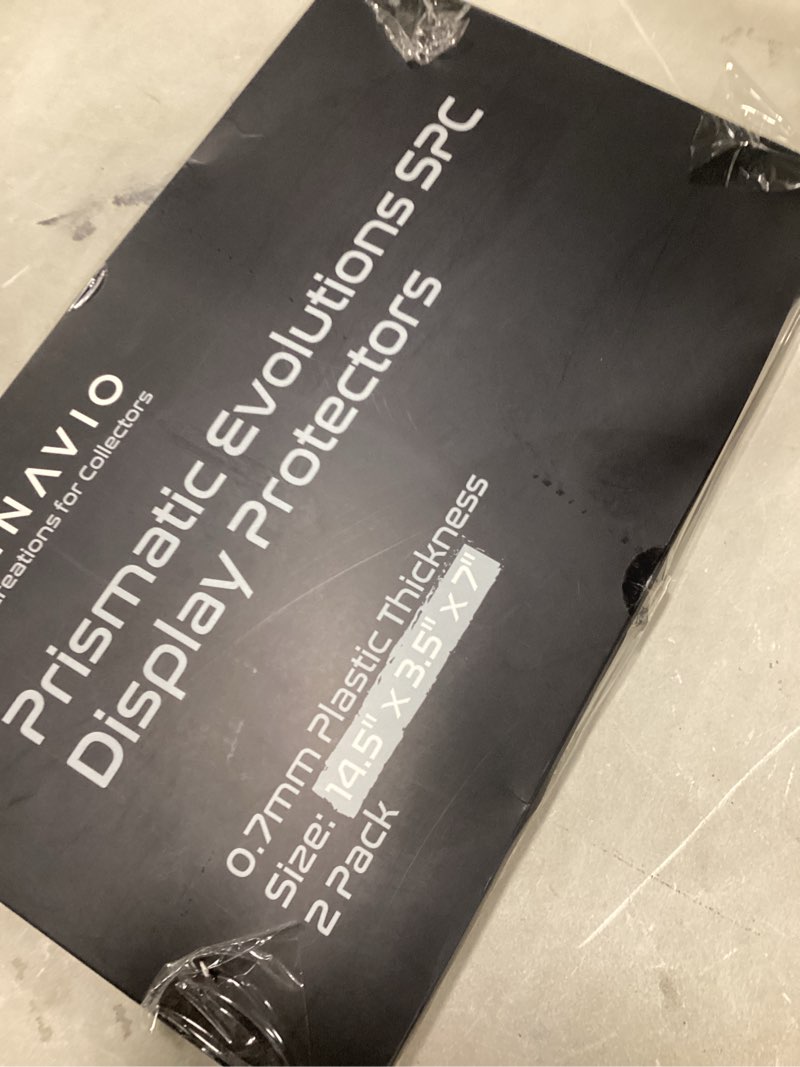 NAVIO
Creations for Collectors
Prismatic Evolutions SPC
Display Protectors
0.7mm Plastic Thickness
Size: 14.5" X 3.5" X 7"
2 Pack